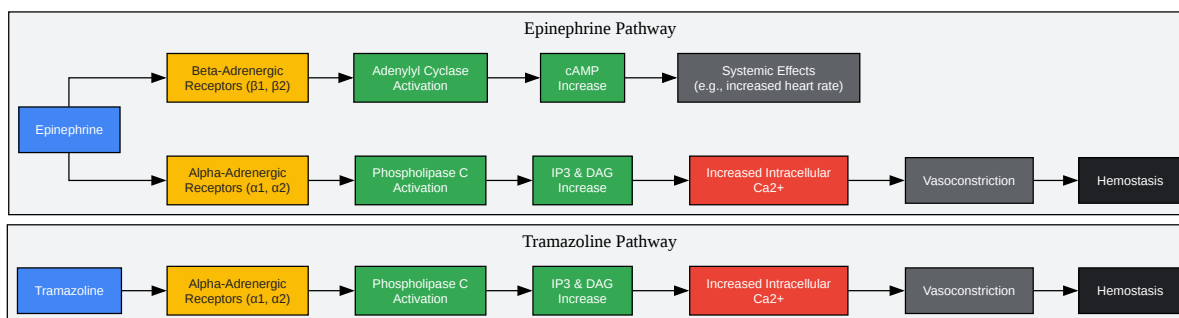 Epinephrine Pathway
Beta-Adrenergic
Receptors (β1, β2)
Adenylyl Cyclase
Activation
cAMP
Increase
Systemic Effects
(e.g., increased heart rate)
Epinephrine
Alpha-Adrenergic
Receptors (α1, α2)
Phospholipase C
Activation
IP3 & DAG
Increase
Increased Intracellular
Ca2+
Vasoconstriction
Hemostasis
Tramazoline Pathway
Tramazoline
Alpha-Adrenergic
Receptors (α1, α2)
Phospholipase C
Activation
IP3 & DAG
Increase
Increased Intracellular
Ca2+
Vasoconstriction
Hemostasis